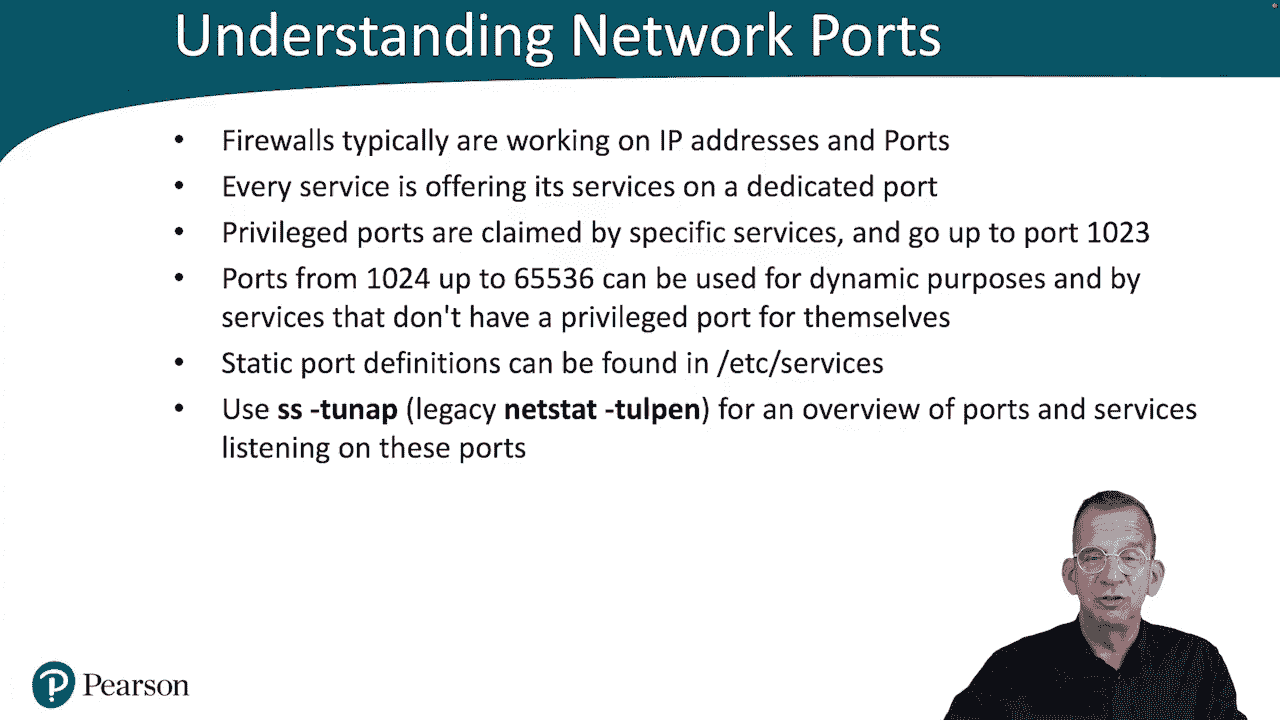 Understanding Network Ports
• Firewalls typically are working on IP addresses and Ports
• Every service is offering its services on a dedicated port
• Privileged ports are claimed by specific services, and go up to port 1023
• Ports from 1024 up to 65536 can be used for dynamic purposes and by
services that don't have a privileged port for themselves
• Static port definitions can be found in /etc/services
• Use ss -tunap (legacy netstat -tulpen) for an overview of ports and services
listening on these ports
Pearson